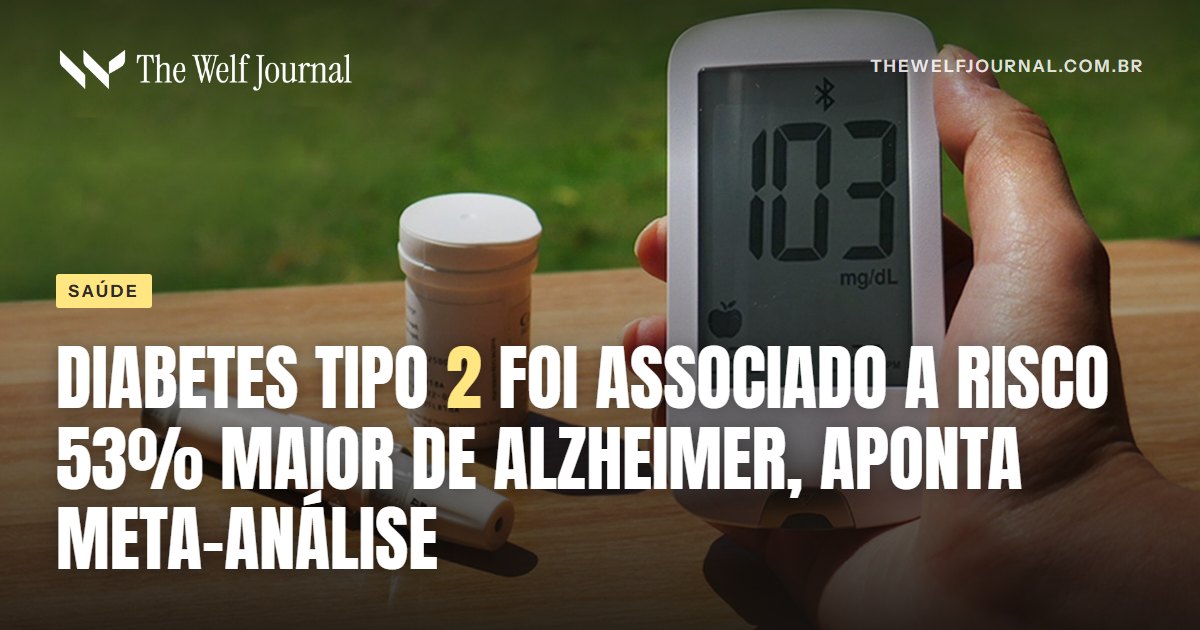 The Welf Journal
THEWELFJOURNAL.COM.BR
103
mg/dL
SAÚDE
DIABETES TIPO 2 FOI ASSOCIADO A RISCO
53% MAIOR DE ALZHEIMER, APONTA
META-ANÁLISE